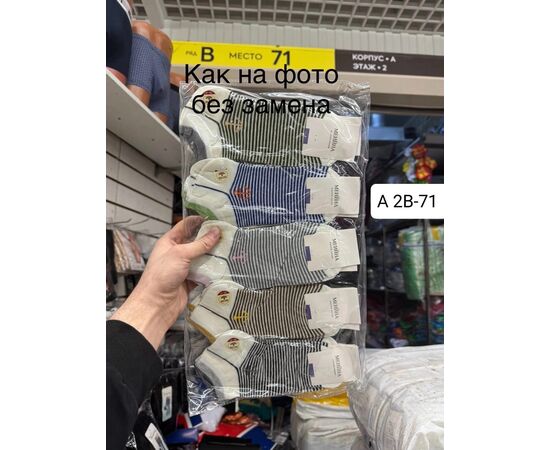 РЯД B МЕСТО 71
КОРПУС • А
ЭТАЖ • 2
Как на фото
без замена
А 2В-71